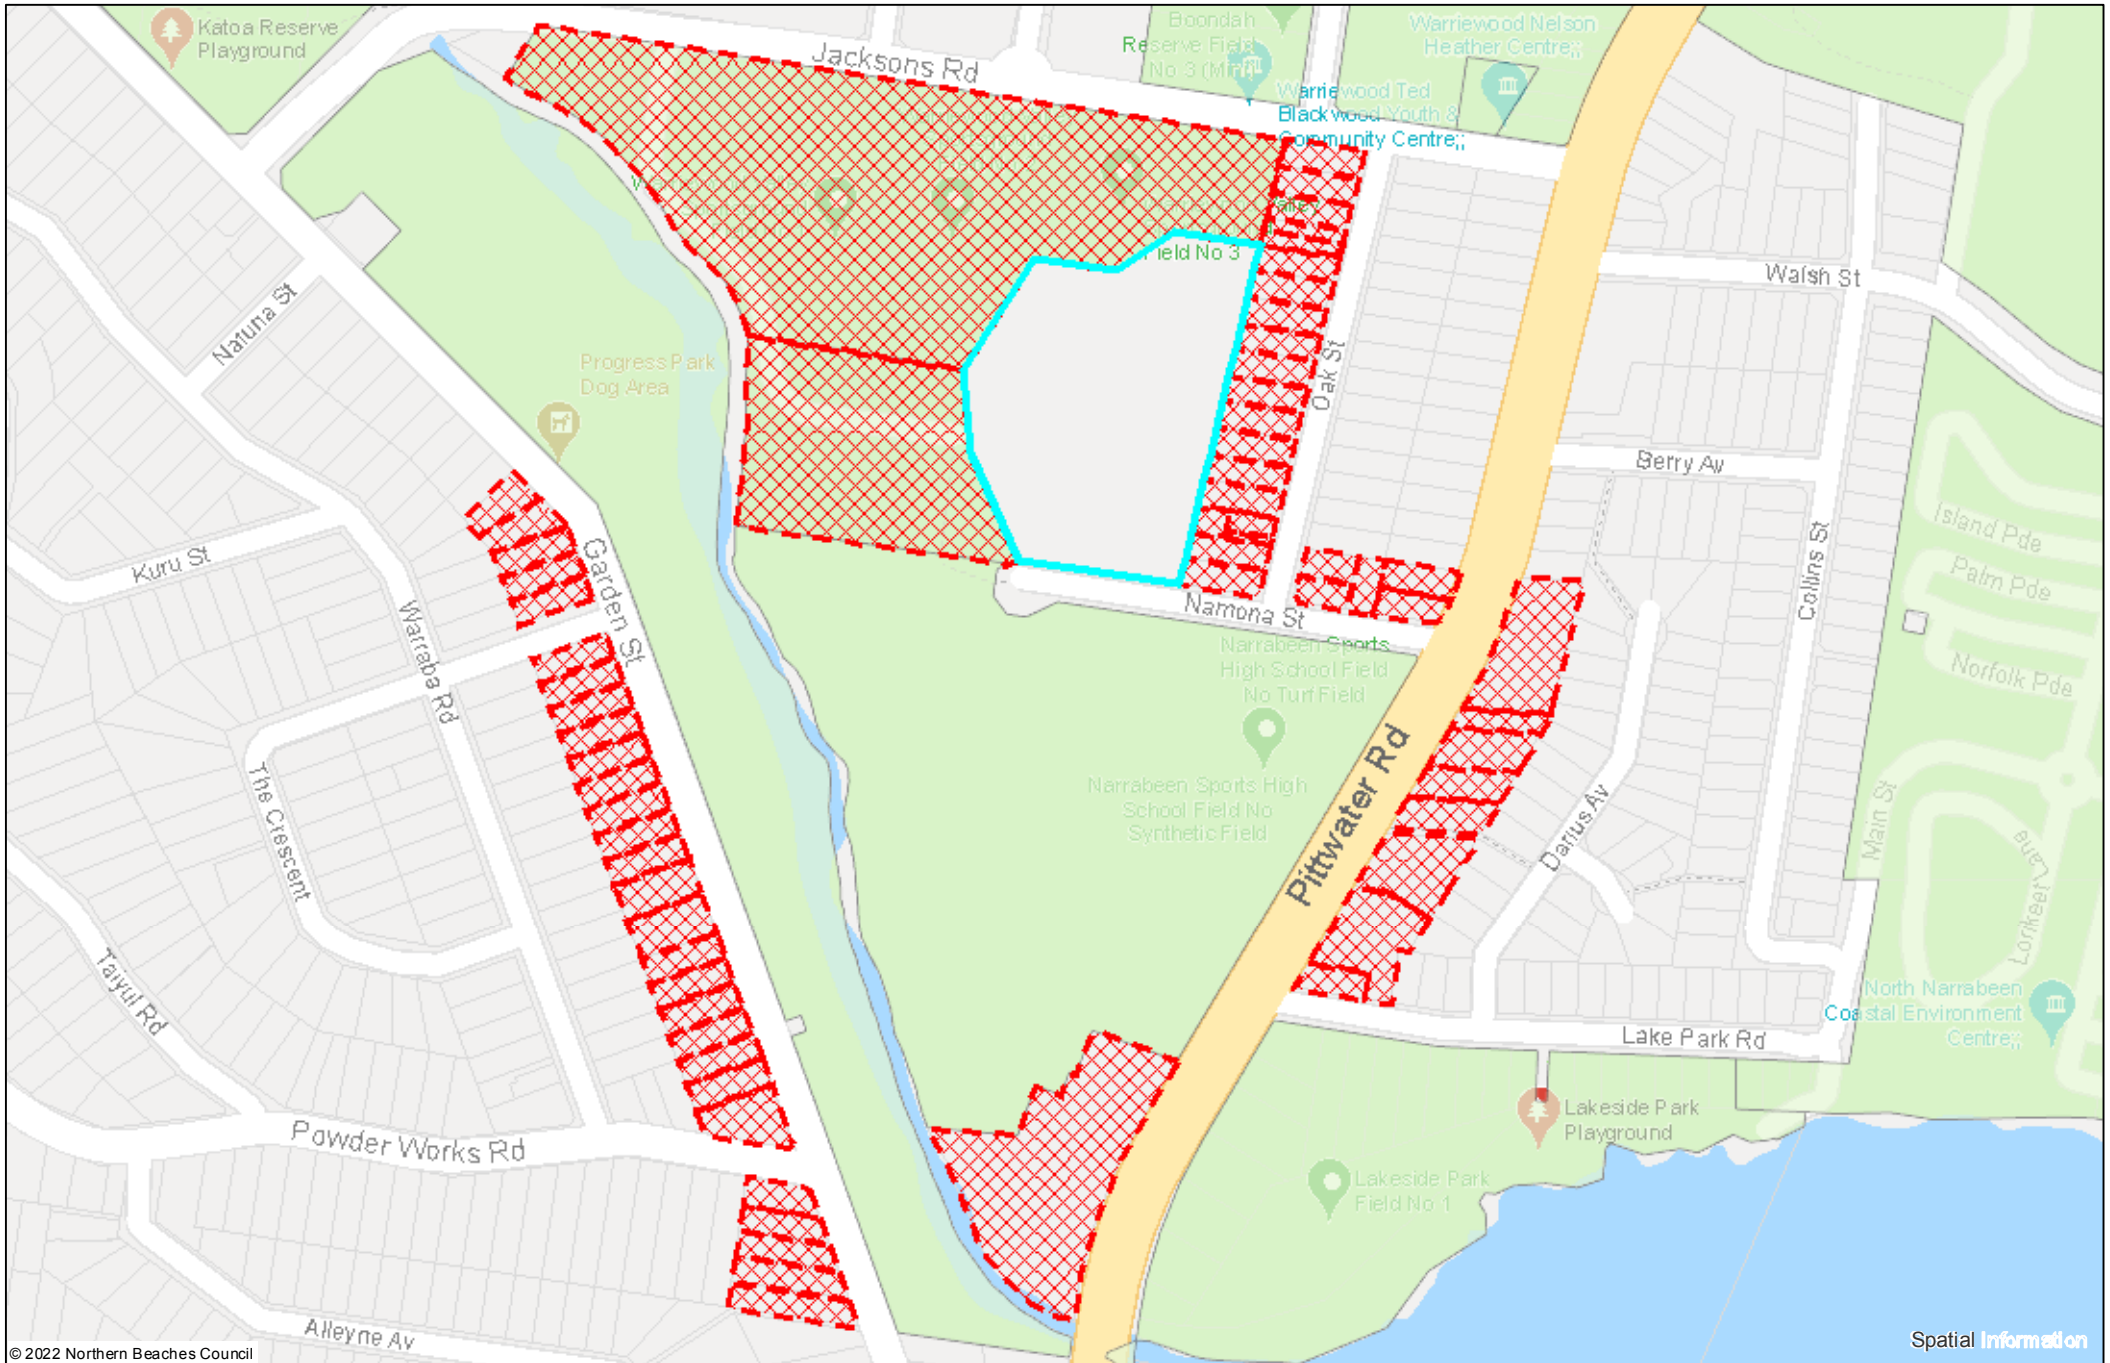 Katoa Reserve
Playground
Jacksons Rd
Boondah
Reserve Field
No 3 (Mini)
Warriewood Nelson
Heather Centre;;
Warriewood Ted
Blackwood Youth &
Community Centre;;
Field No 3
Walsh St
Natuna St
Progress Park
Dog Area
Oak St
Berry Av
Island Pde
Palm Pde
Norfolk Pde
Collins St
Kuru St
Garden St
Warraba Rd
Namona St
Narrabeen Sports
High School Field
No Turf Field
Narrabeen Sports High
School Field No
Synthetic Field
Pittwater Rd
Darius Av
Main St
Lorikeet Lane
The Crescent
Taiyul Rd
North Narrabeen
Coastal Environment
Centre;;
Lake Park Rd
Lakeside Park
Playground
Powder Works Rd
Lakeside Park
Field No 1
Alleyne Av
© 2022 Northern Beaches Council
Spatial Information